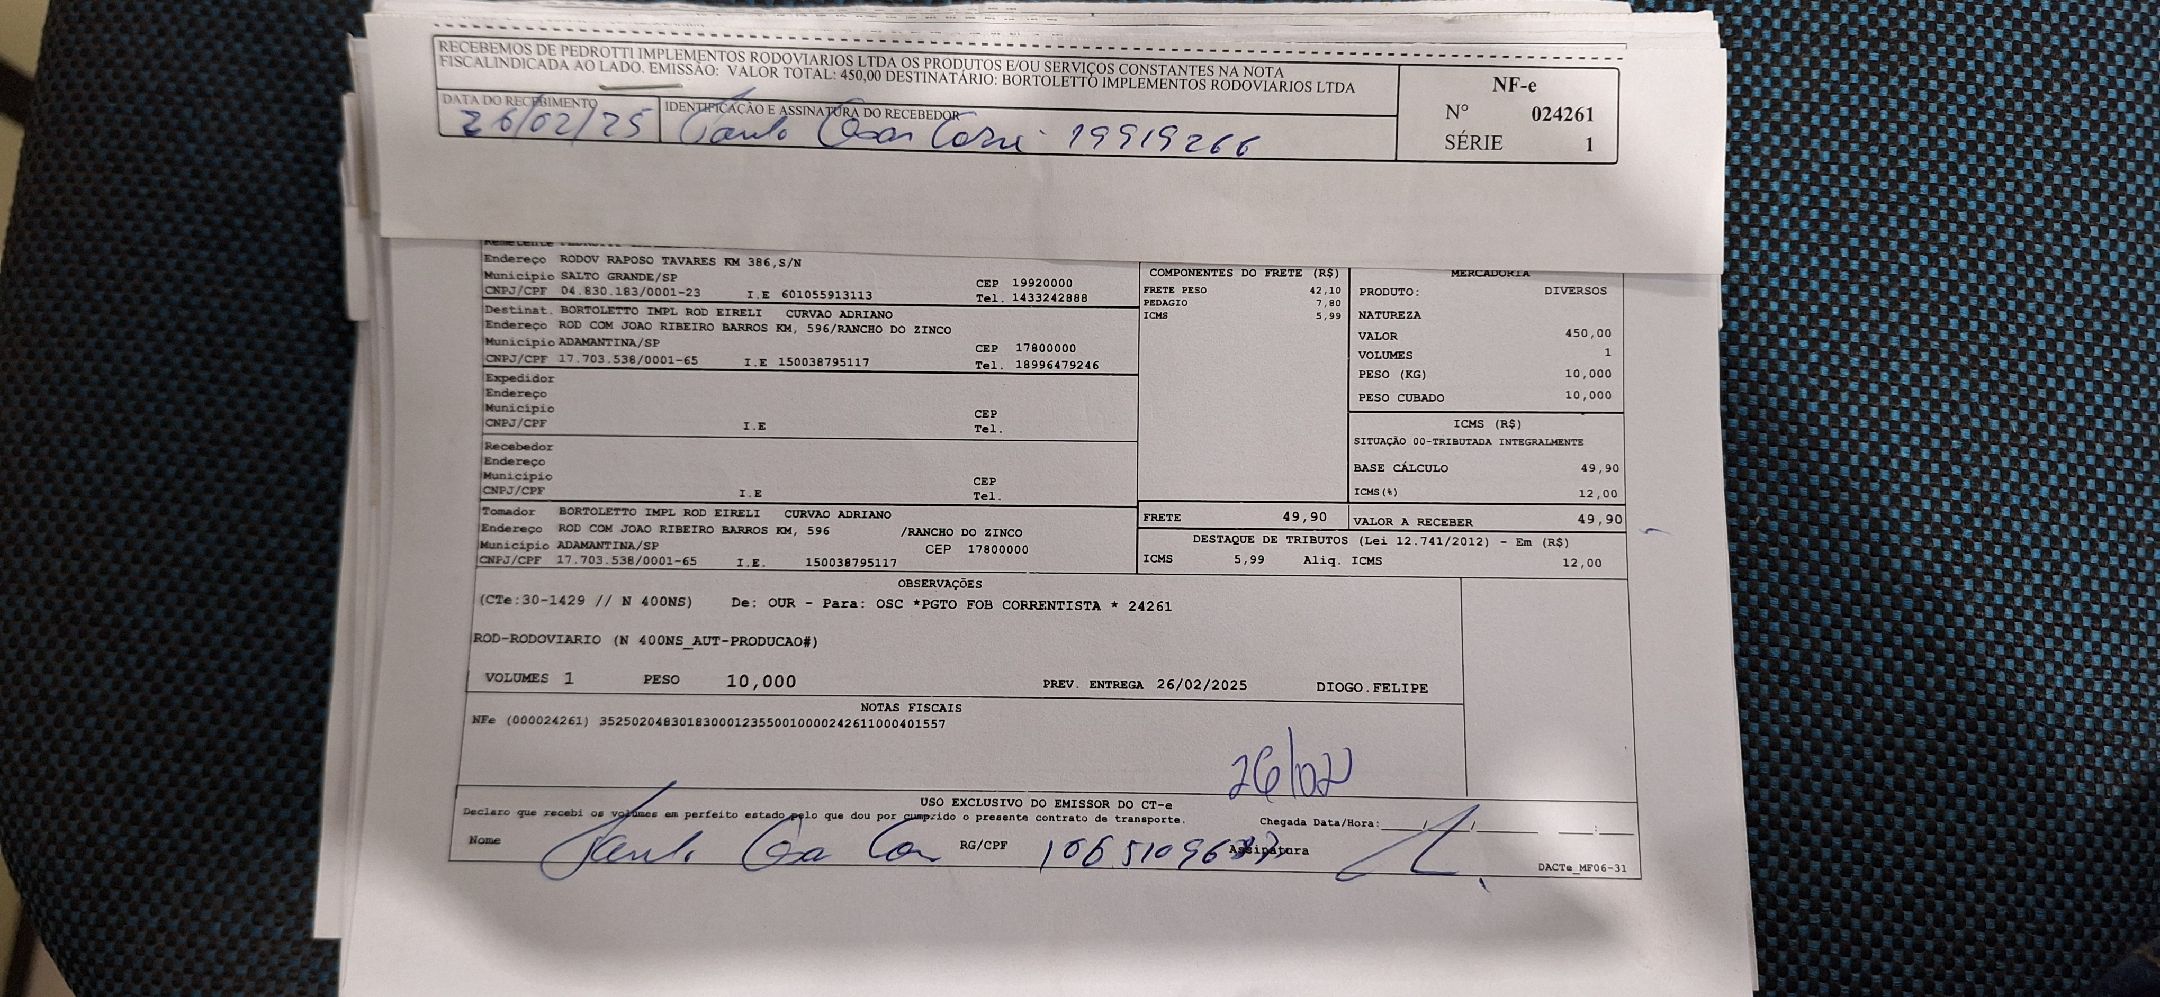 RECEBEMOS DE PEDROTTI IMPLEMENTOS RODOVIARIOS LTDA OS PRODUTOS E/OU SERVIÇOS CONSTANTES NA NOTA
FISCALINDICADA AO LADO. EMISSÃO: VALOR TOTAL: 450,00 DESTINATÁRIO: BORTOLETTO IMPLEMENTOS RODOVIARIOS LTDA
DATA DO RECEBIMENTO
26/02/25
IDENTIFICAÇÃO E ASSINATURA DO RECEBEDOR
19919266
NF-e
Nº 024261
SÉRIE 1
Remetente
Endereço RODOV RAPOSO TAVARES KM 386,S/N
Município SALTO GRANDE/SP CEP 19920000
CNPJ/CPF 04.830.183/0001-23 I.E 601055913113 Tel. 1433242888
Destinat. BORTOLETTO IMPL ROD EIRELI CURVAO ADRIANO
Endereço ROD COM JOAO RIBEIRO BARROS KM, 596/RANCHO DO ZINCO
Município ADAMANTINA/SP CEP 17800000
CNPJ/CPF 17.703.538/0001-65 I.E 150038795117 Tel. 18996479246
Expedidor
Endereço
Município CEP
CNPJ/CPF I.E Tel.
Recebedor
Endereço
Município CEP
CNPJ/CPF I.E Tel.
Tomador BORTOLETTO IMPL ROD EIRELI CURVAO ADRIANO
Endereço ROD COM JOAO RIBEIRO BARROS KM, 596 /RANCHO DO ZINCO
Município ADAMANTINA/SP CEP 17800000
CNPJ/CPF 17.703.538/0001-65 I.E. 150038795117
COMPONENTES DO FRETE (R$)
FRETE PESO 42,10
PEDAGIO 7,80
ICMS 5,99
FRETE 49,90
MERCADORIA
PRODUTO: DIVERSOS
NATUREZA
VALOR 450,00
VOLUMES 1
PESO (KG) 10,000
PESO CUBADO 10,000
ICMS (R$)
SITUAÇÃO 00-TRIBUTADA INTEGRALMENTE
BASE CÁLCULO 49,90
ICMS(%) 12,00
VALOR A RECEBER 49,90
DESTAQUE DE TRIBUTOS (Lei 12.741/2012) - Em (R$)
ICMS 5,99 Aliq. ICMS 12,00
OBSERVAÇÕES
(CTe:30-1429 // N 400NS) De: OUR - Para: OSC *PGTO FOB CORRENTISTA * 24261
ROD-RODOVIARIO (N 400NS_AUT-PRODUCAO#)
VOLUMES 1 PESO 10,000 PREV. ENTREGA 26/02/2025 DIOGO.FELIPE
NOTAS FISCAIS
NFe (000024261) 35250204830183000123550010000242611000401557
26/02
USO EXCLUSIVO DO EMISSOR DO CT-e
Declaro que recebi os volumes em perfeito estado pelo que dou por cumprido o presente contrato de transporte. Chegada Data/Hora:
Nome RG/CPF Assinatura
DACTe_MF06-31